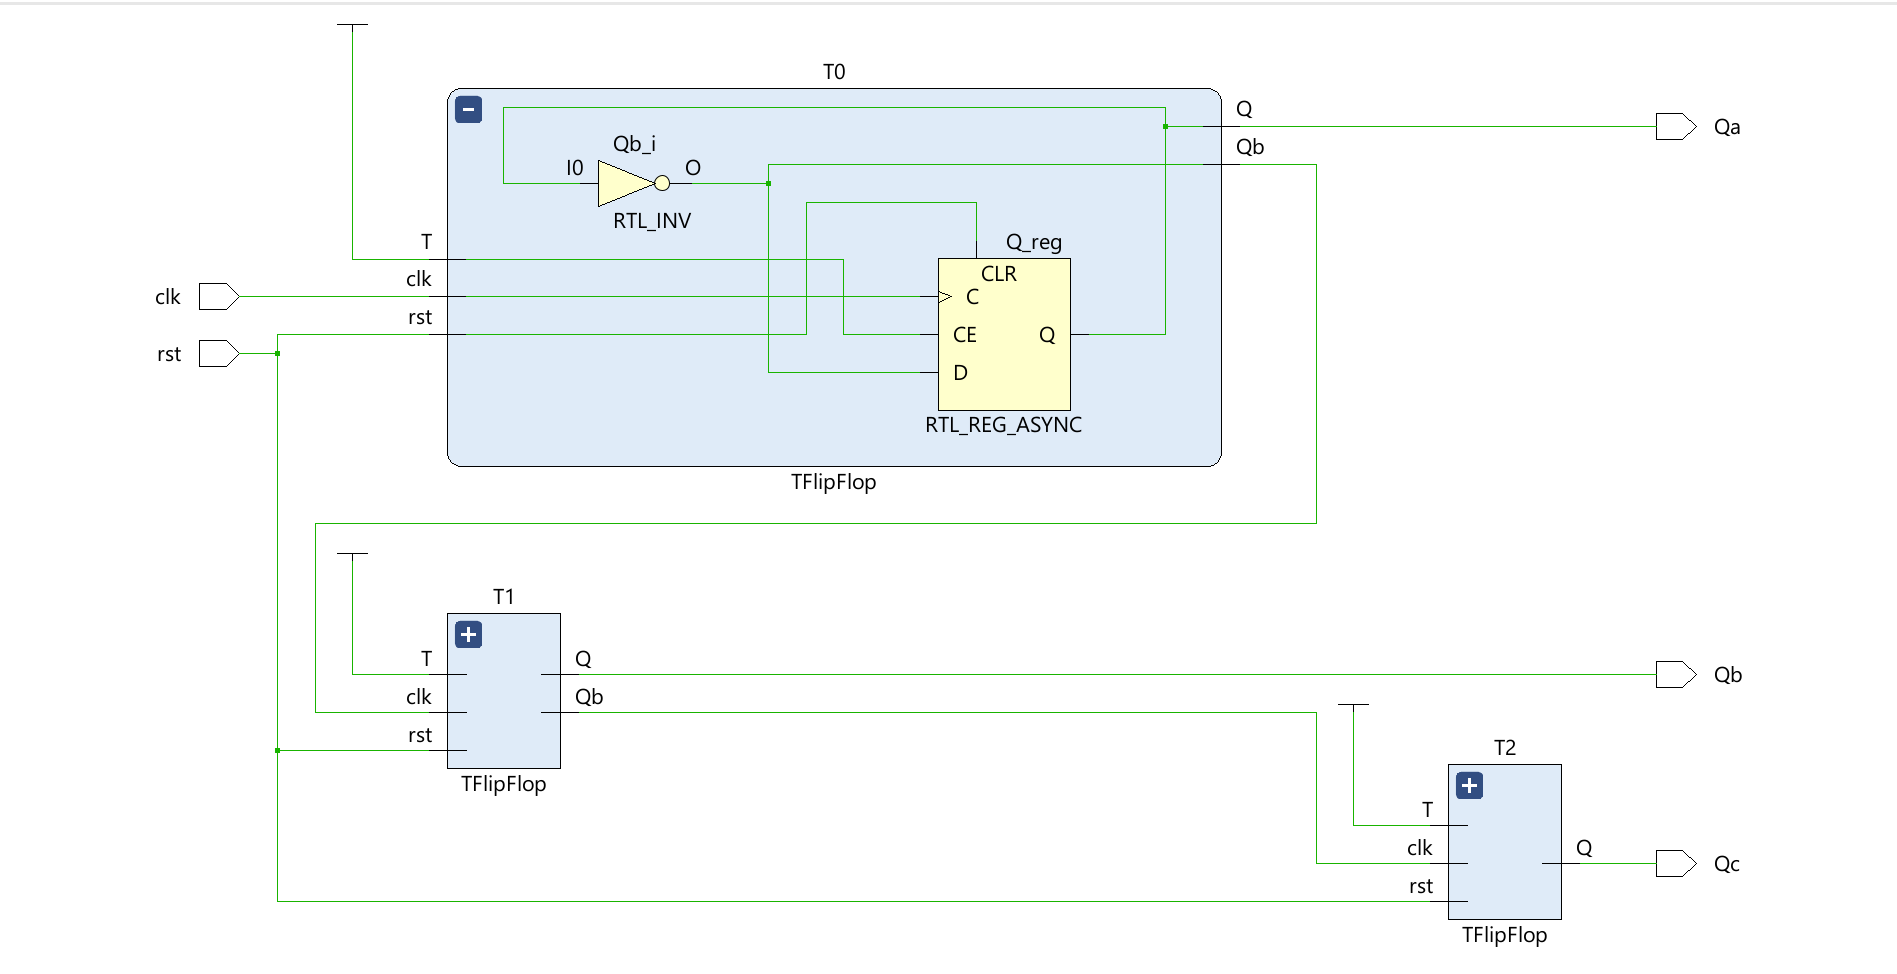 T0
Q
Qa
Qb_i
Qb
I0
O
RTL_INV
T
Q_reg
clk
CLR
clk
C
rst
CE
Q
rst
D
RTL_REG_ASYNC
TFlipFlop
T1
T
Q
Qb
clk
Qb
rst
T2
TFlipFlop
T
clk
Q
Qc
rst
TFlipFlop